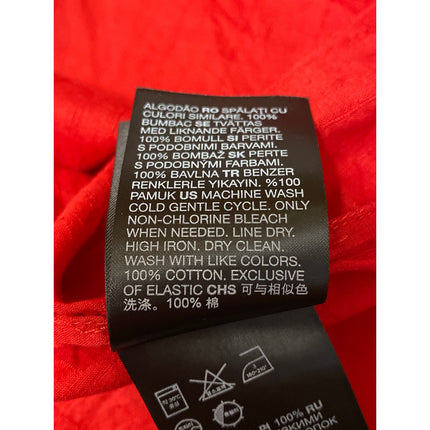 ALGODÃO RO SPĂLAȚI CU
CULORI SIMILARE. 100%
BUMBAC SE TVÄTTAS
MED LIKNANDE FÄRGER.
100% BOMULL SI PERITE
S PODOBNIMI BARVAMI.
100% BOMBAŽ SK PERTE
S PODOBNÝMI FARBAMI.
100% BAVLNA TR BENZER
RENKLERLE YIKAYIN. %100
PAMUK US MACHINE WASH
COLD GENTLE CYCLE. ONLY
NON-CHLORINE BLEACH
WHEN NEEDED. LINE DRY.
HIGH IRON. DRY CLEAN.
WASH WITH LIKE COLORS.
100% COTTON. EXCLUSIVE
OF ELASTIC CHS 可与相似色
洗涤. 100% 棉
100% RU